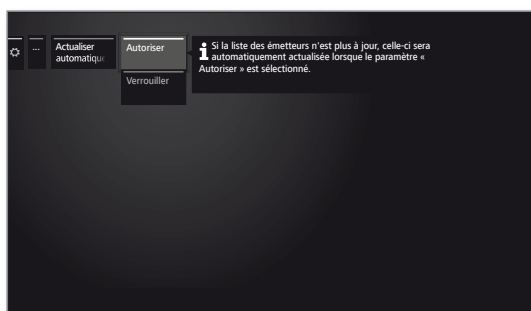 ...
Actualiser
automatique
Autoriser
Verrouiller
i Si la liste des émetteurs n'est plus à jour, celle-ci sera
automatiquement actualisée lorsque le paramètre «
Autoriser » est sélectionné.